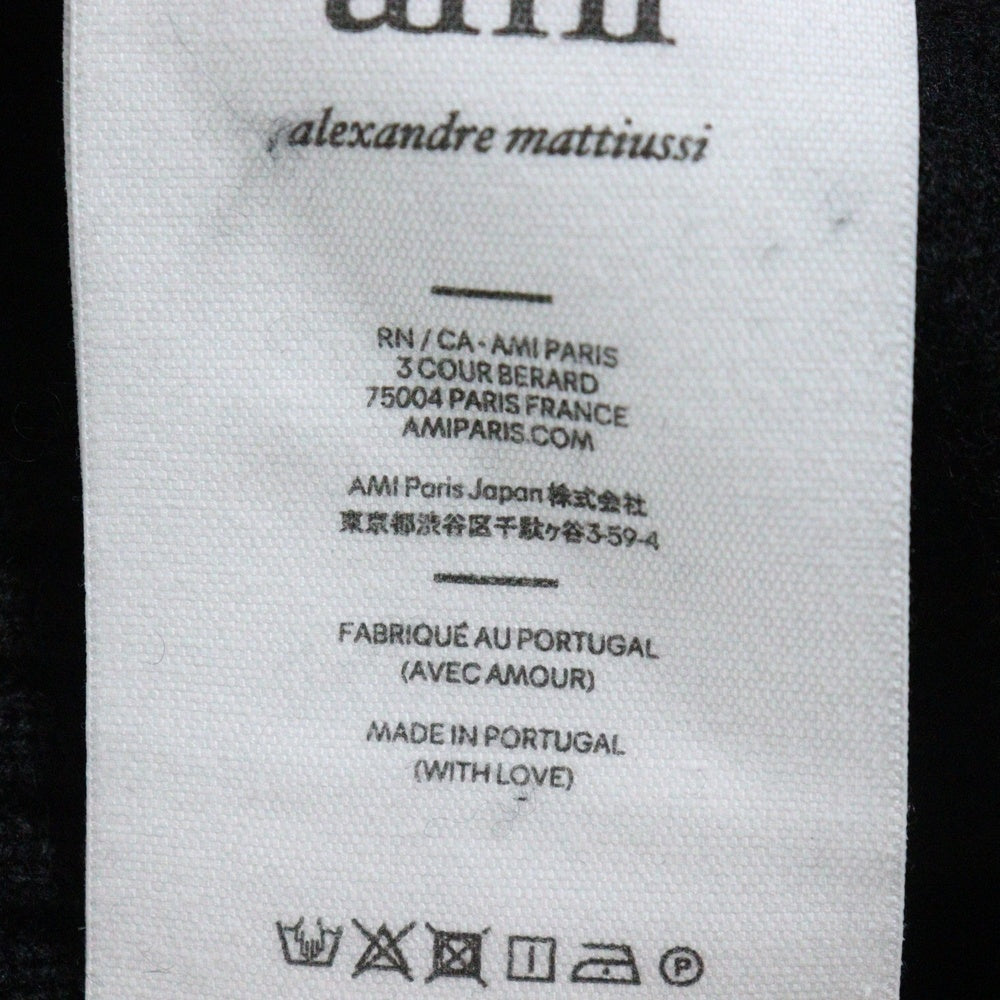 ami
alexandre mattiussi
RN / CA - AMI PARIS
3 COUR BERARD
75004 PARIS FRANCE
AMIPARIS.COM
AMI Paris Japan 株式会社
東京都渋谷区千駄ヶ谷3-59-4
FABRIQUÉ AU PORTUGAL
(AVEC AMOUR)
MADE IN PORTUGAL
(WITH LOVE)
P